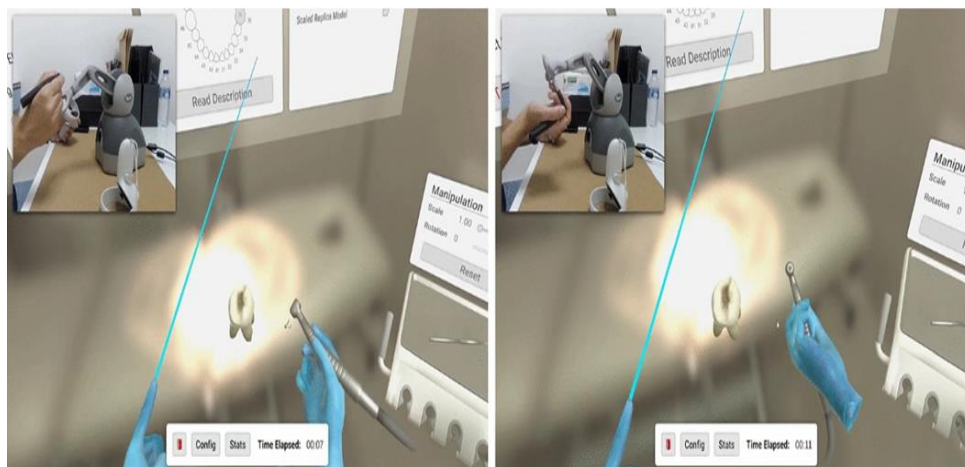 Scaled Replica Model
Read Description
Manipulation
Scale 1.00
Rotation 0
Reset
Config Stats Time Elapsed: 00:07
Read Description
Manipulation
Scale
Rotation
Config Stats Time Elapsed: 00:11